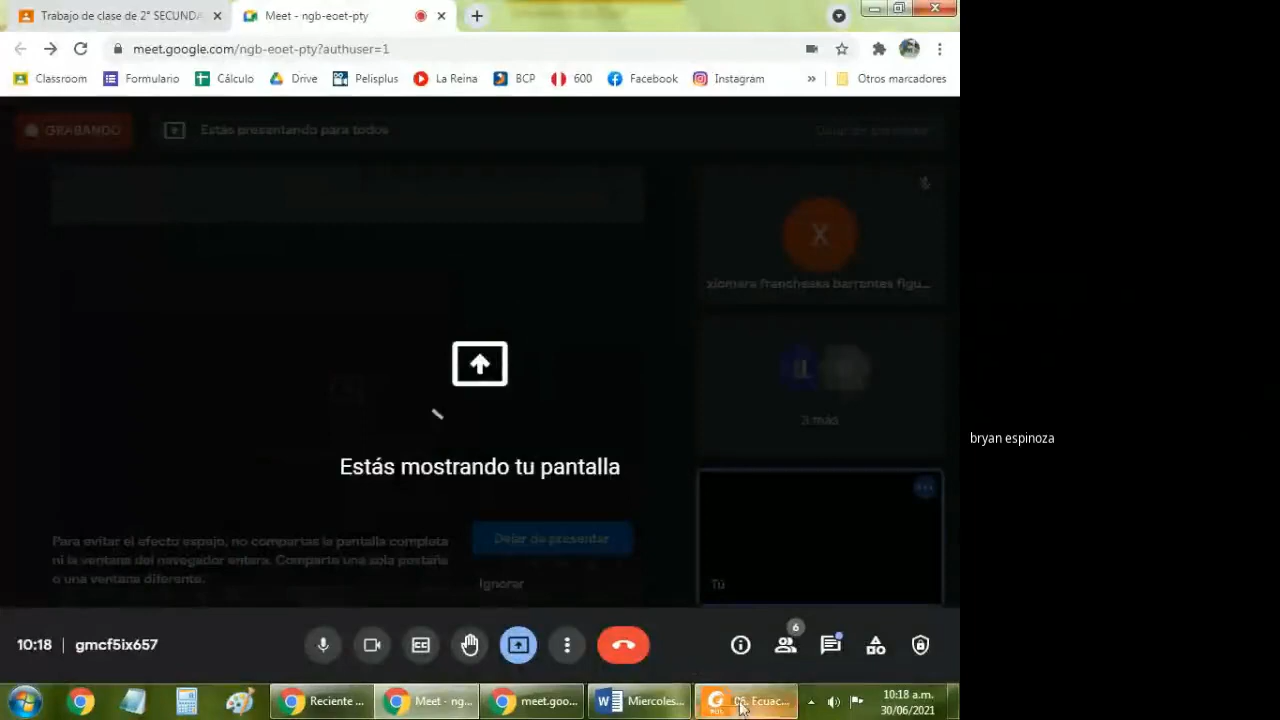 Trabajo de clase de 2° SECUNDA
Meet - ngb-eoet-pty
meet.google.com/ngb-eoet-pty?authuser=1
Classroom Formulario Cálculo Drive Pelisplus La Reina BCP 600 Facebook Instagram » Otros marcadores
GRABANDO Estás presentando para todos
X
xiomara francheska barrantes figu...
3 más
Estás mostrando tu pantalla
Para evitar el efecto espejo, no compartas la pantalla completa
ni la ventana del navegador entera. Comparte una sola pestaña
o una ventana diferente.
Dejar de presentar
Ignorar
Tú
bryan espinoza
10:18 | gmcf5ix657
6
Reciente ... Meet - ng... meet.goo... Miercoles... 06. Ecuac...
10:18 a.m.
30/06/2021